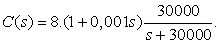 C(s) = 8.(1 + 0,001s) 30000 / (s + 30000).